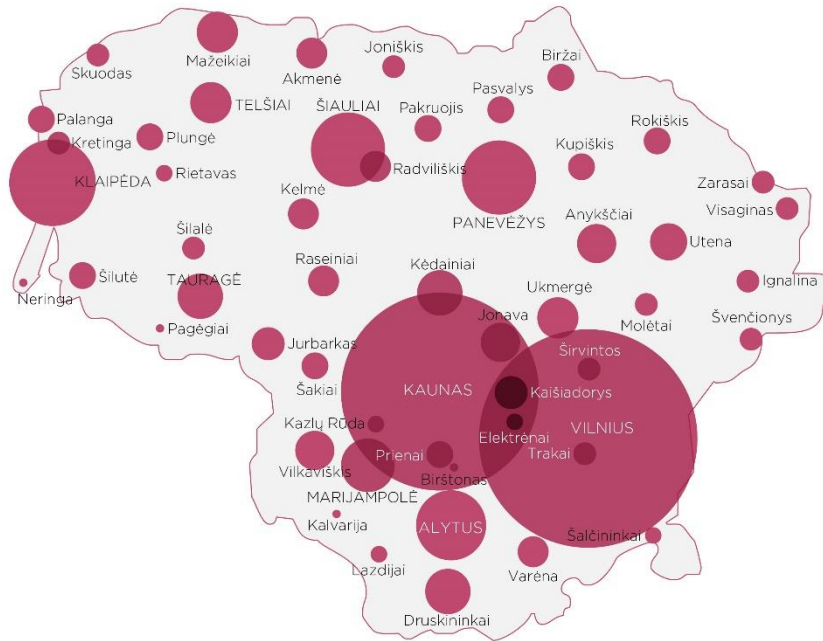 Mažeikiai
Skuodas
Akmenė
Joniškis
Biržai
TELŠIAI
ŠIAULIAI
Pasvalys
Pakruojis
Palanga
Kretinga
Plungė
Rokiškis
Kupiškis
Rietavas
Radviliškis
KLAIPĖDA
Zarasai
Kelmė
PANEVĖŽYS
Visaginas
Anykščiai
Šilalė
Utena
Raseiniai
Kėdainiai
Šilutė
TAURAGĖ
Ignalina
Neringa
Ukmergė
Pagėgiai
Jonava
Molėtai
Švenčionys
Jurbarkas
Širvintos
Šakiai
KAUNAS
Kaišiadorys
Kazlų Rūda
Elektrėnai
VILNIUS
Prienai
Trakai
Vilkaviškis
Birštonas
MARIJAMPOLĖ
Kalvarija
ALYTUS
Šalčininkai
Lazdijai
Varėna
Druskininkai